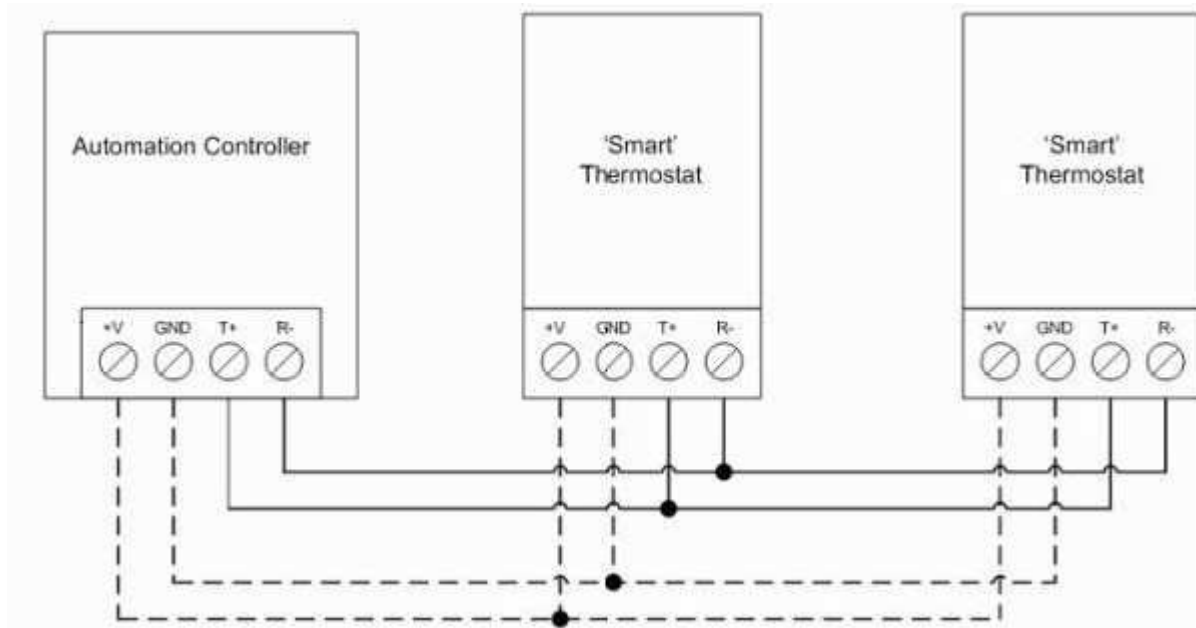 Automation Controller
'Smart'
Thermostat
'Smart'
Thermostat
+V GND T+ R-
+V GND T+ R-
+V GND T+ R-